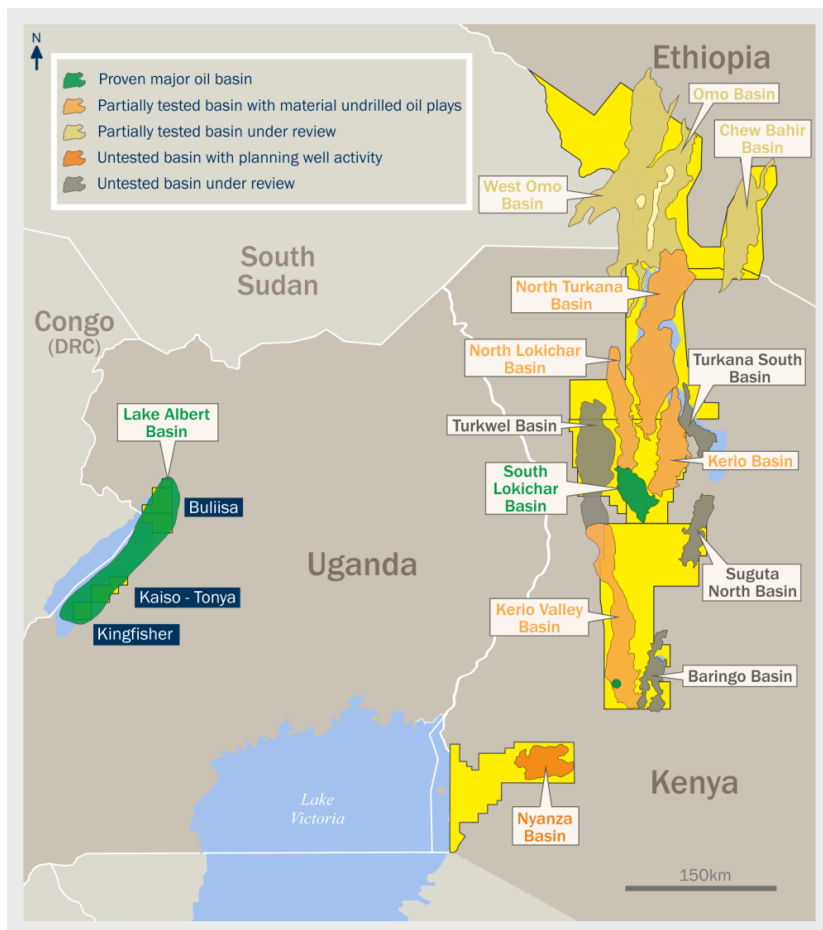 N
Proven major oil basin
Partially tested basin with material undrilled oil plays
Partially tested basin under review
Untested basin with planning well activity
Untested basin under review
Ethiopia
Omo Basin
Chew Bahir
Basin
West Omo
Basin
South
Sudan
North Turkana
Basin
Congo
(DRC)
North Lokichar
Basin
Turkana South
Basin
Lake Albert
Basin
Turkwel Basin
Kerio Basin
South
Lokichar
Basin
Buliisa
Uganda
Suguta
North Basin
Kaiso - Tonya
Kerio Valley
Basin
Kingfisher
Baringo Basin
Kenya
Lake
Victoria
Nyanza
Basin
150km